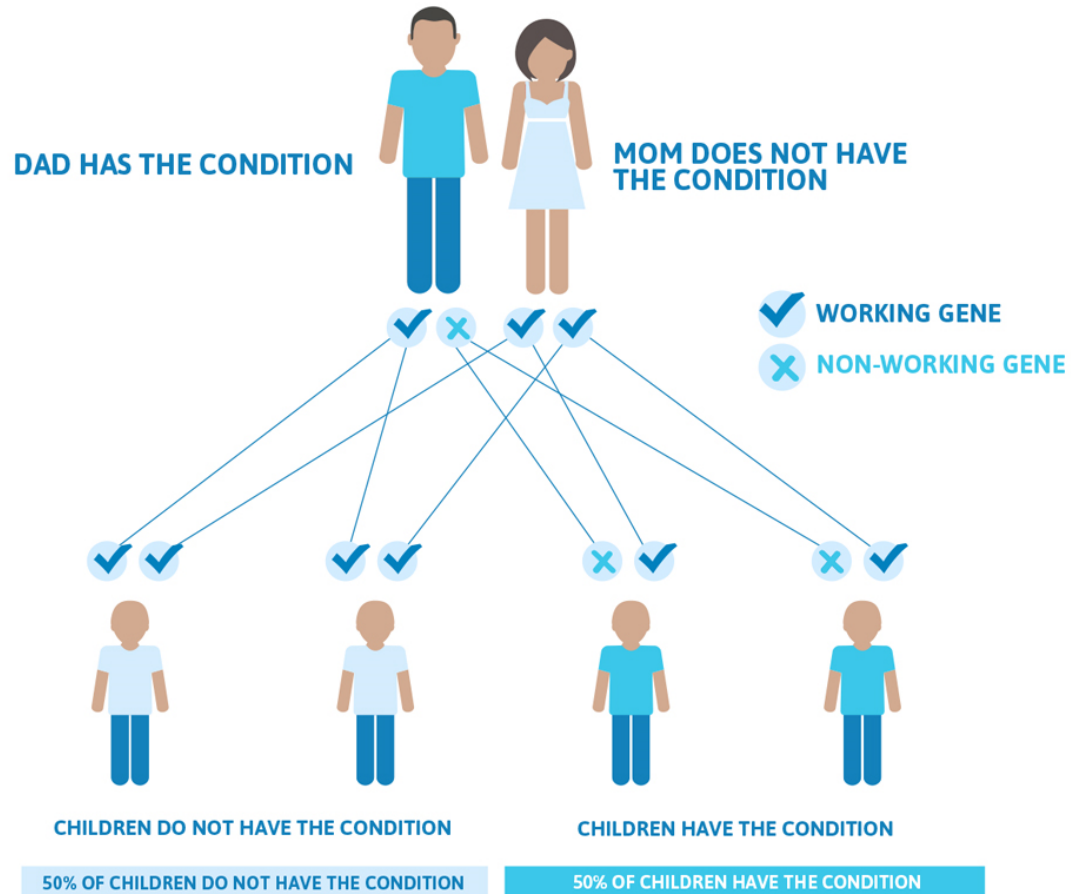 DAD HAS THE CONDITION
MOM DOES NOT HAVE
THE CONDITION
WORKING GENE
NON-WORKING GENE
CHILDREN DO NOT HAVE THE CONDITION
CHILDREN HAVE THE CONDITION
50% OF CHILDREN DO NOT HAVE THE CONDITION
50% OF CHILDREN HAVE THE CONDITION